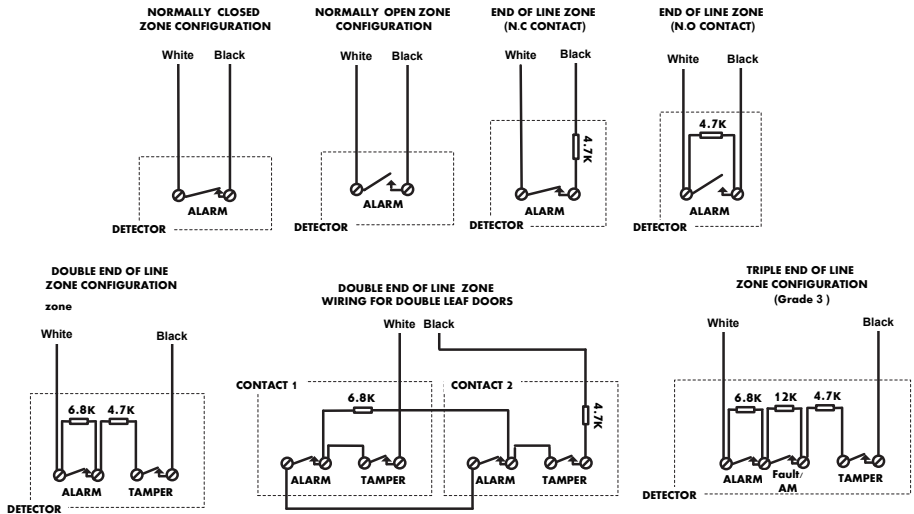 NORMALLY CLOSED
ZONE CONFIGURATION
White
Black
ALARM
DETECTOR
NORMALLY OPEN ZONE
CONFIGURATION
White
Black
ALARM
DETECTOR
END OF LINE ZONE
(N.C CONTACT)
White
Black
4.7K
ALARM
DETECTOR
END OF LINE ZONE
(N.O CONTACT)
White
Black
4.7K
ALARM
DETECTOR
DOUBLE END OF LINE
ZONE CONFIGURATION
zone
White
Black
6.8K
4.7K
ALARM
TAMPER
DETECTOR
DOUBLE END OF LINE ZONE
WIRING FOR DOUBLE LEAF DOORS
White
Black
CONTACT 1
CONTACT 2
6.8K
4.7K
ALARM
TAMPER
ALARM
TAMPER
TRIPLE END OF LINE
ZONE CONFIGURATION
(Grade 3 )
White
Black
6.8K
12K
4.7K
ALARM
Fault/
AM
TAMPER
DETECTOR